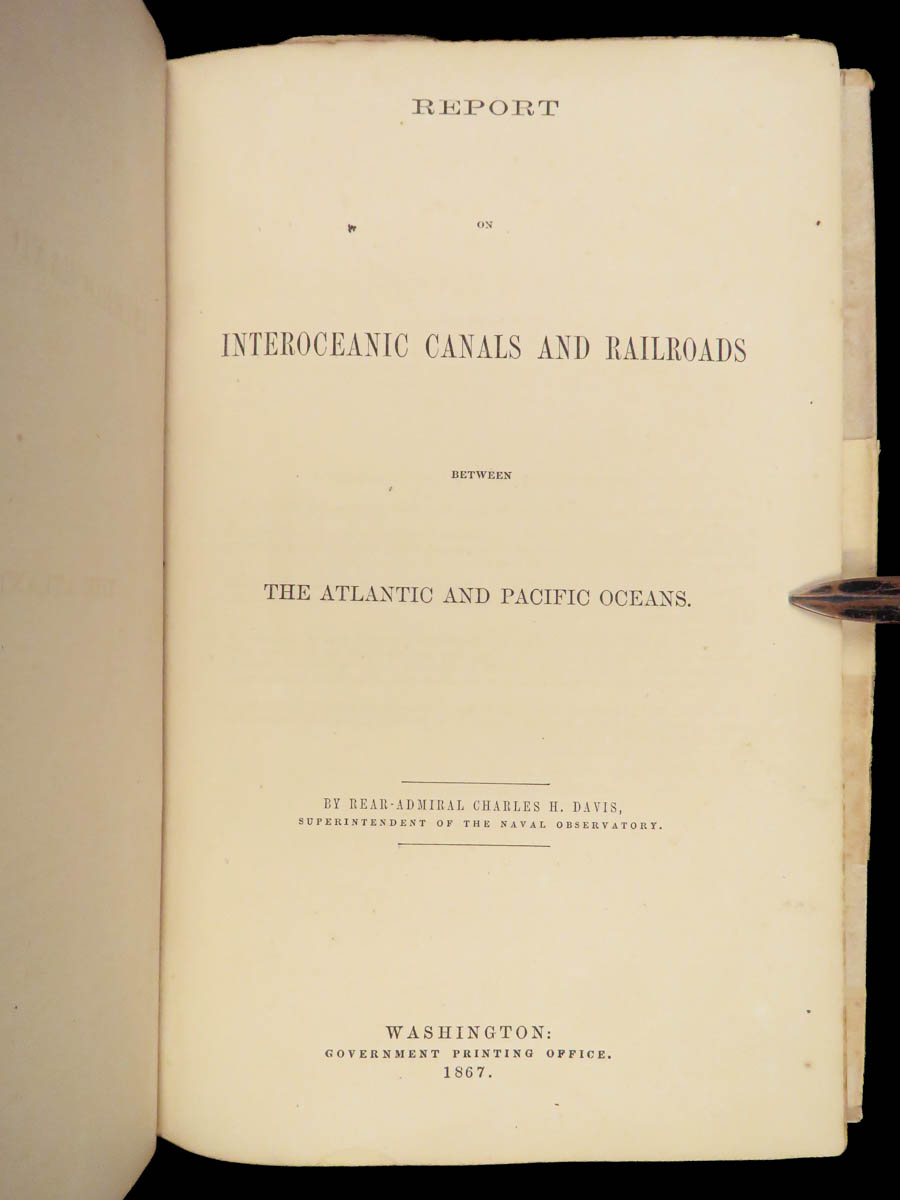 REPORT
ON
INTEROCEANIC CANALS AND RAILROADS
BETWEEN
THE ATLANTIC AND PACIFIC OCEANS.
BY REAR-ADMIRAL CHARLES H. DAVIS,
SUPERINTENDENT OF THE NAVAL OBSERVATORY.
WASHINGTON:
GOVERNMENT PRINTING OFFICE.
1867.